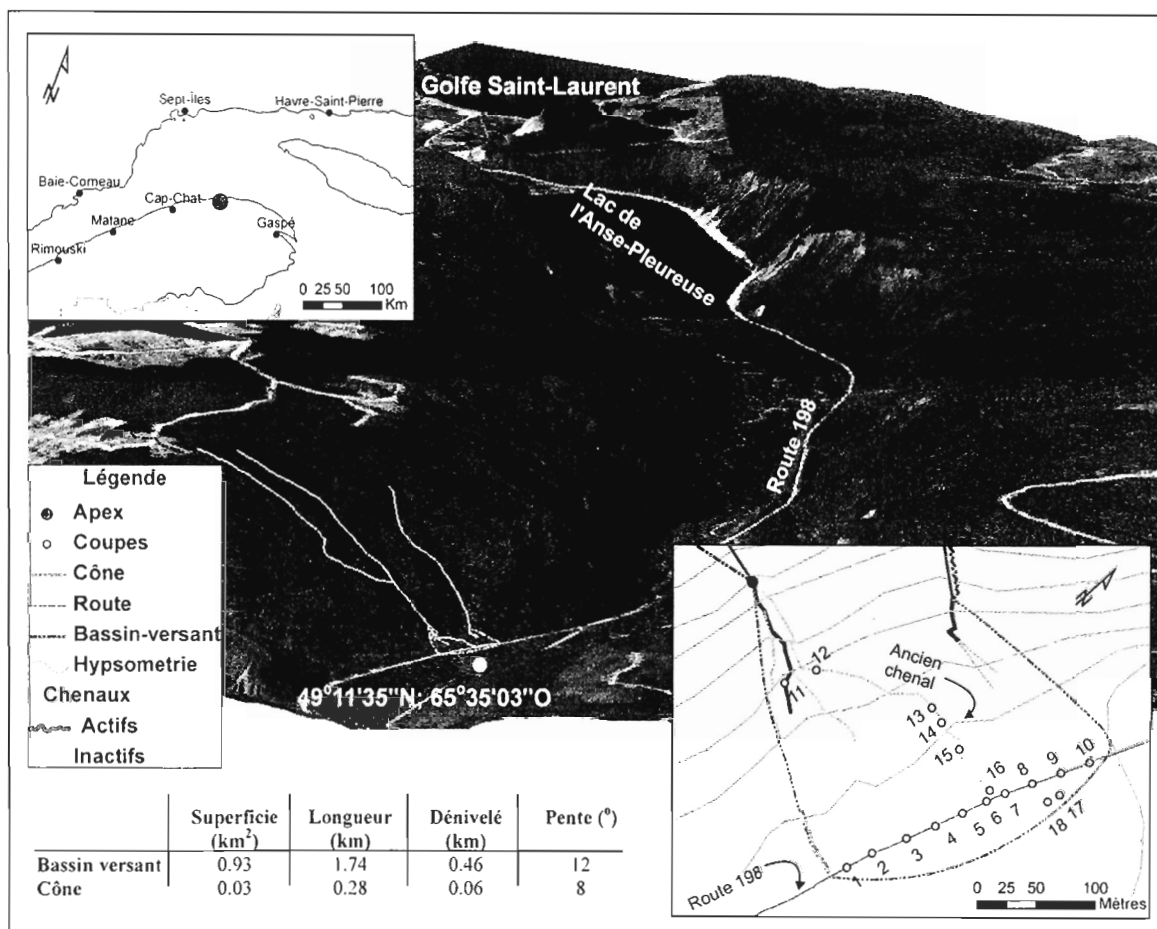 N
Sept-Îles
Havre-Saint-Pierre
Baie-Comeau
Cap-Chat
Matane
Gaspé
Rimouski
0 25 50 100
Km
Golfe Saint-Laurent
Lac de
l'Anse-Pleureuse
Route 198
49°11'35"N; 65°35'03"O
Légende
Apex
Coupes
Cône
Route
Bassin-versant
Hypsometrie
Chenaux
Actifs
Inactifs
Superficie (km²) Longueur (km) Dénivelé (km) Pente (°)
Bassin versant 0.93 1.74 0.46 12
Cône 0.03 0.28 0.06 8
N
12
11
Ancien
chenal
13
14
15
16
8
9
10
1
2
3
4
5
6
7
18
17
Route 198
0 25 50 100
Mètres